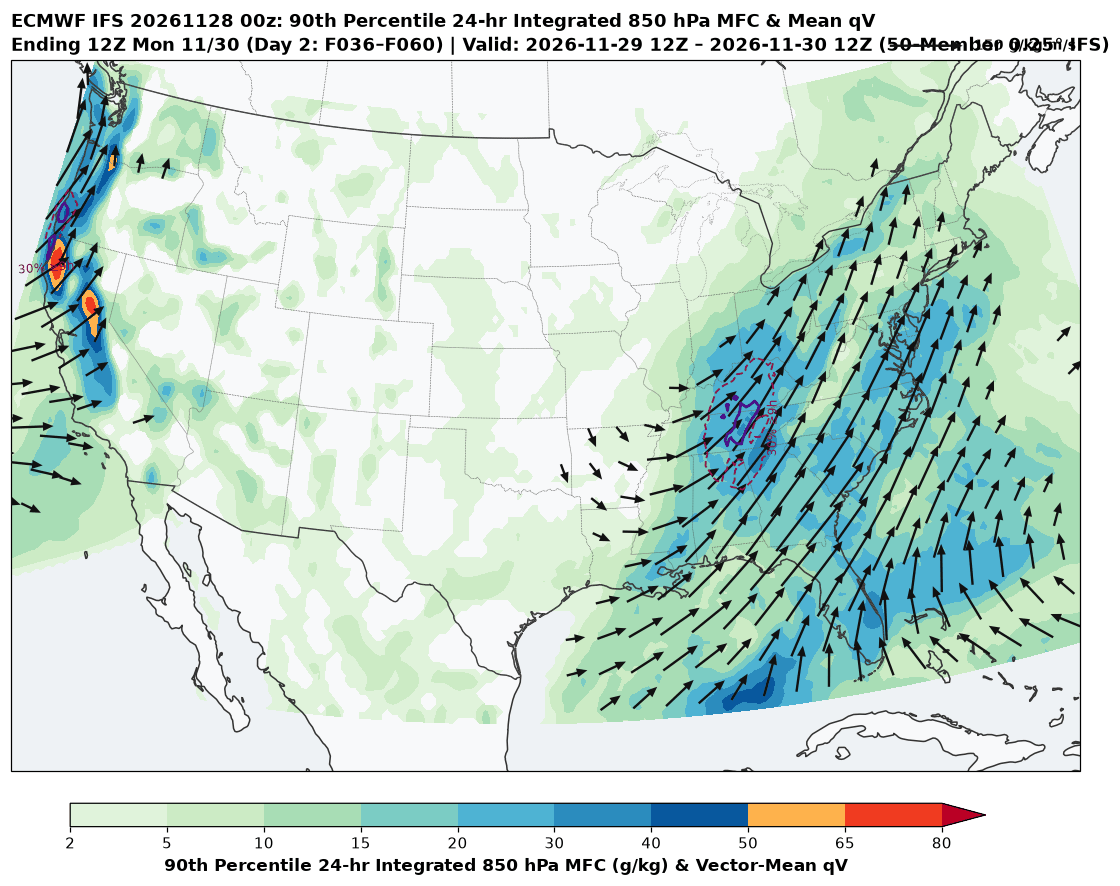 ECMWF IFS 20261128 00z: 90th Percentile 24-hr Integrated 850 hPa MFC & Mean qV
Ending 12Z Mon 11/30 (Day 2: F036–F060) | Valid: 2026-11-29 12Z – 2026-11-30 12Z (50-Member 0.25° IFS)
30%
30% 9h
2 5 10 15 20 30 40 50 65 80
90th Percentile 24-hr Integrated 850 hPa MFC (g/kg) & Vector-Mean qV